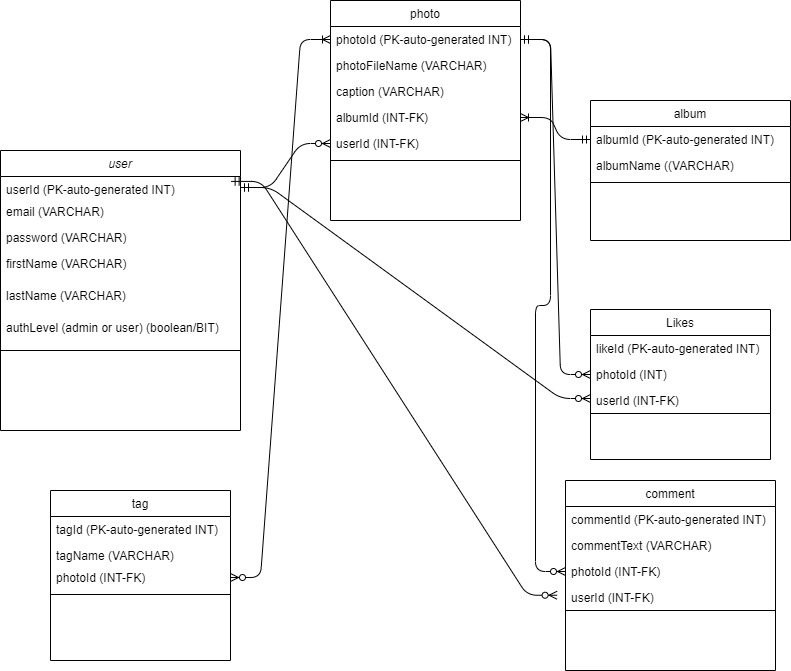 photo
photoId (PK-auto-generated INT)
photoFileName (VARCHAR)
caption (VARCHAR)
albumId (INT-FK)
userId (INT-FK)
album
albumId (PK-auto-generated INT)
albumName ((VARCHAR)
user
userId (PK-auto-generated INT)
email (VARCHAR)
password (VARCHAR)
firstName (VARCHAR)
lastName (VARCHAR)
authLevel (admin or user) (boolean/BIT)
Likes
likeId (PK-auto-generated INT)
photoId (INT)
userId (INT-FK)
tag
tagId (PK-auto-generated INT)
tagName (VARCHAR)
photoId (INT-FK)
comment
commentId (PK-auto-generated INT)
commentText (VARCHAR)
photoId (INT-FK)
userId (INT-FK)